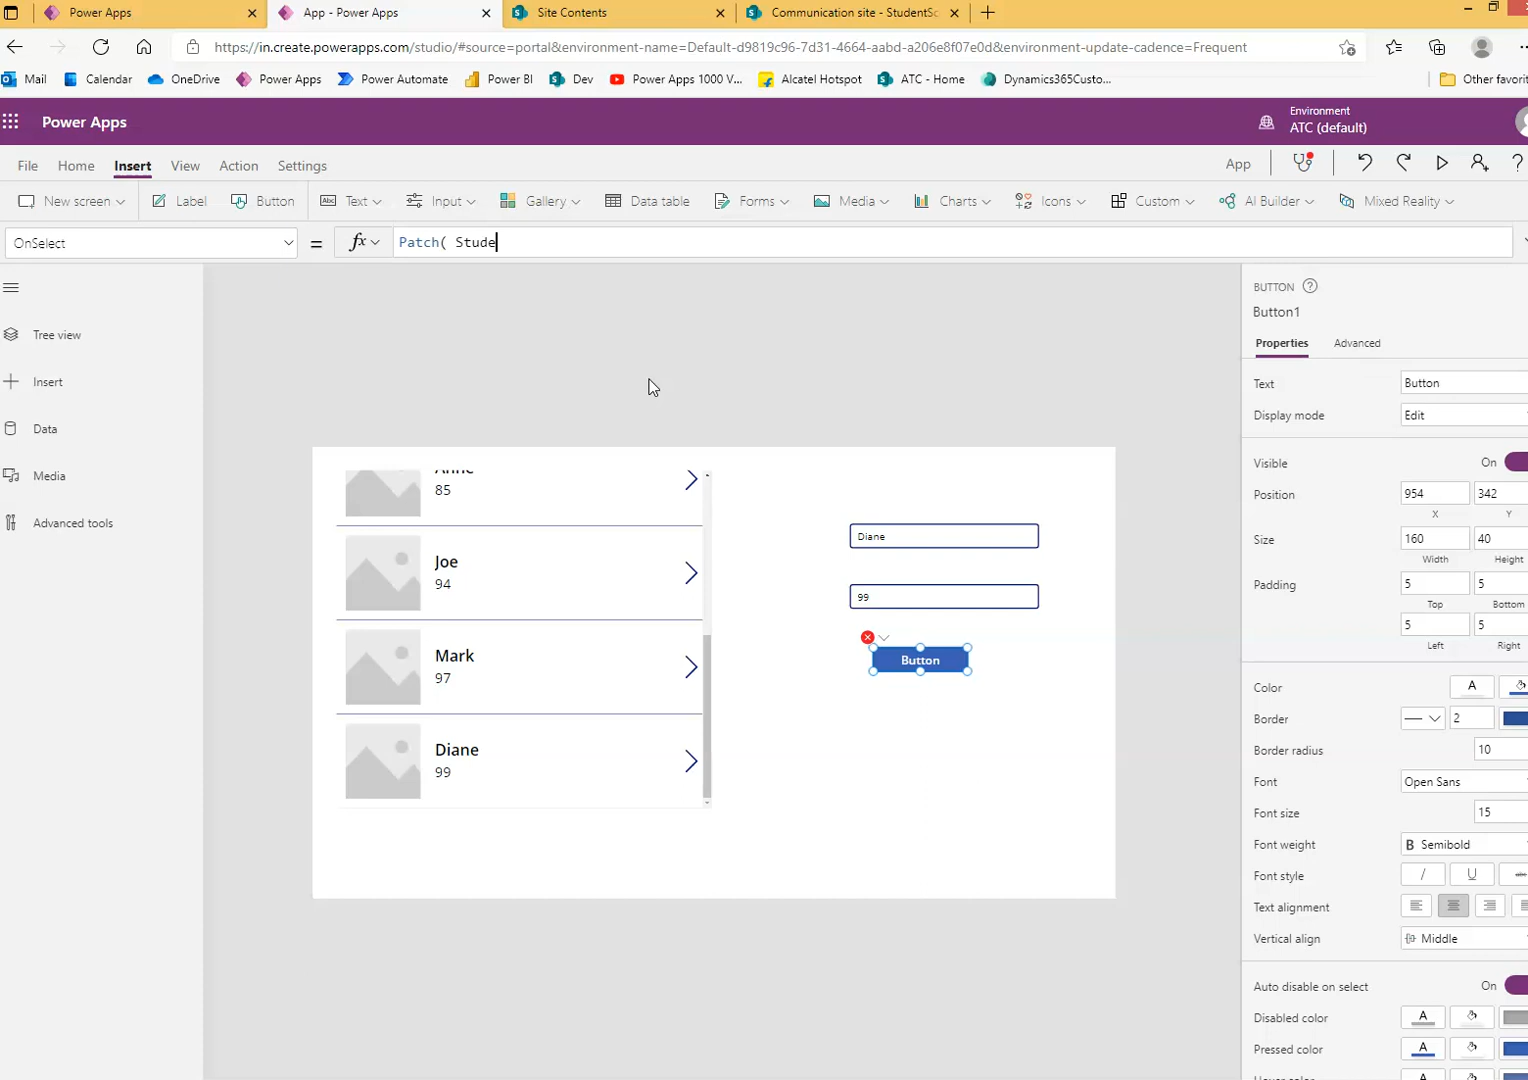 Power Apps
App - Power Apps
Site Contents
Communication site - StudentSc
https://in.create.powerapps.com/studio/#source=portal&environment-name=Default-d9819c96-7d31-4664-aabd-a206e8f07e0d&environment-update-cadence=Frequent
Mail
Calendar
OneDrive
Power Apps
Power Automate
Power BI
Dev
Power Apps 1000 V...
Alcatel Hotspot
ATC - Home
Dynamics365Custo...
Other favorit
Power Apps
Environment
ATC (default)
File
Home
Insert
View
Action
Settings
App
New screen
Label
Button
Abc Text
Input
Gallery
Data table
Forms
Media
Charts
Icons
Custom
AI Builder
Mixed Reality
OnSelect
=
fx
Patch( Stude
Tree view
Insert
Data
Media
Advanced tools
85
Joe
94
Mark
97
Diane
99
Diane
99
Button
BUTTON ?
Button1
Properties
Advanced
Text
Button
Display mode
Edit
Visible
On
Position
954
342
X
Y
Size
160
40
Width
Height
Padding
5
5
Top
Bottom
5
5
Left
Right
Color
A
Border
2
Border radius
10
Font
Open Sans
Font size
15
Font weight
B Semibold
Font style
/
U
Text alignment
Vertical align
Middle
Auto disable on select
On
Disabled color
A
Pressed color
A